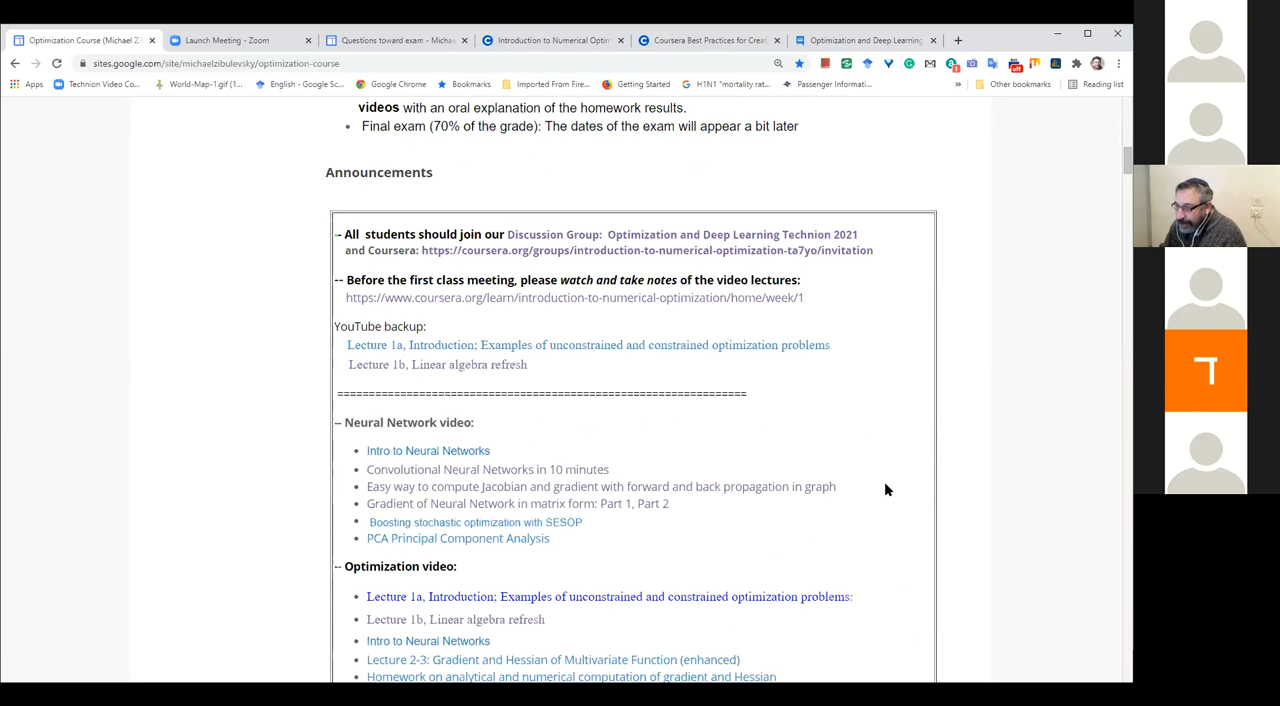 Optimization Course (Michael Zi
Launch Meeting - Zoom
Questions toward exam - Micha
Introduction to Numerical Optim
Coursera Best Practices for Crea
Optimization and Deep Learning
sites.google.com/site/michaelzibulevsky/optimization-course
Apps
Technion Video Co...
World-Map-1.gif (1...
English - Google Sc...
Google Chrome
Bookmarks
Imported From Fire...
Getting Started
H1N1 "mortality rat...
Passenger Informati...
»
Other bookmarks
Reading list
videos with an oral explanation of the homework results.
• Final exam (70% of the grade): The dates of the exam will appear a bit later
Announcements
-- All students should join our Discussion Group: Optimization and Deep Learning Technion 2021
and Coursera: https://coursera.org/groups/introduction-to-numerical-optimization-ta7yo/invitation
-- Before the first class meeting, please watch and take notes of the video lectures:
https://www.coursera.org/learn/introduction-to-numerical-optimization/home/week/1
YouTube backup:
Lecture 1a, Introduction; Examples of unconstrained and constrained optimization problems
Lecture 1b, Linear algebra refresh
==================================================================
-- Neural Network video:
• Intro to Neural Networks
• Convolutional Neural Networks in 10 minutes
• Easy way to compute Jacobian and gradient with forward and back propagation in graph
• Gradient of Neural Network in matrix form: Part 1, Part 2
• Boosting stochastic optimization with SESOP
• PCA Principal Component Analysis
-- Optimization video:
• Lecture 1a, Introduction; Examples of unconstrained and constrained optimization problems:
• Lecture 1b, Linear algebra refresh
• Intro to Neural Networks
• Lecture 2-3: Gradient and Hessian of Multivariate Function (enhanced)
• Homework on analytical and numerical computation of gradient and Hessian
ד